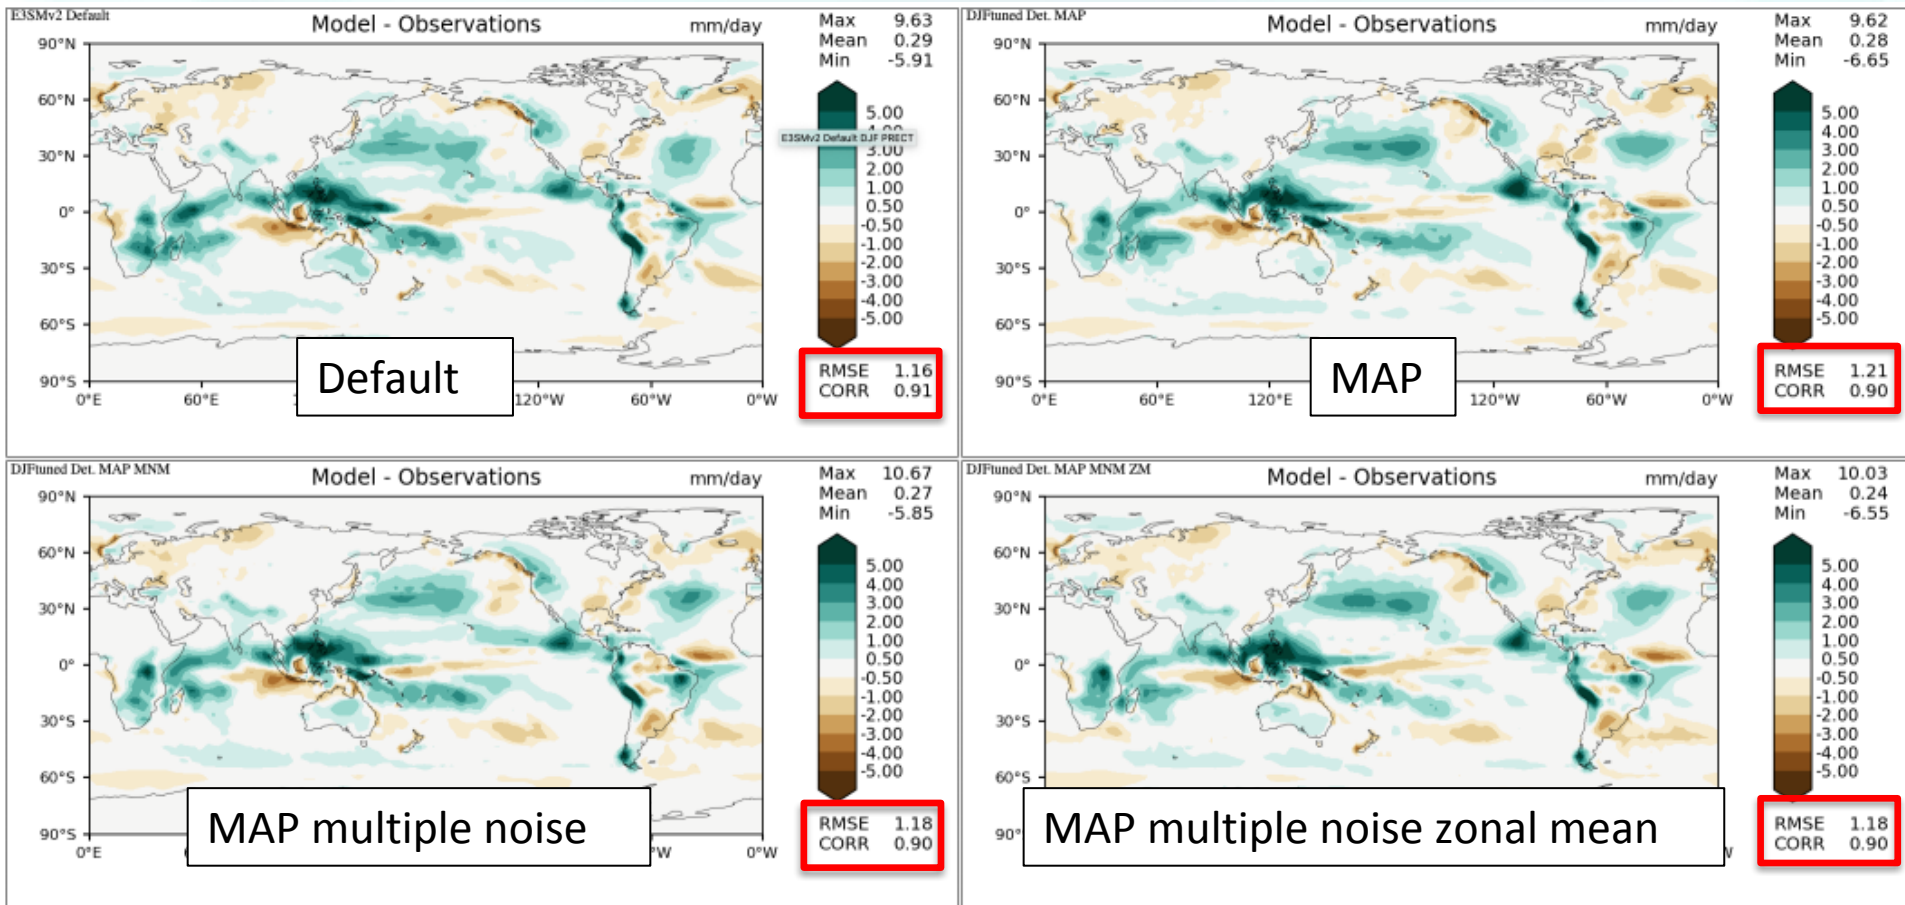 E3SMv2 Default
Model - Observations
mm/day
Max 9.63
Mean 0.29
Min -5.91
90°N
60°N
30°N
0°
30°S
60°S
90°S
0°E 60°E 120°W 60°W 0°W
5.00
E3SMv2 Default DJF PRECT
3.00
2.00
1.00
0.50
-0.50
-1.00
-2.00
-3.00
-4.00
-5.00
Default
RMSE 1.16
CORR 0.91
DJFtuned Det. MAP
Model - Observations
mm/day
Max 9.62
Mean 0.28
Min -6.65
90°N
60°N
30°N
0°
30°S
60°S
90°S
0°E 60°E 120°E 120°W 60°W 0°W
5.00
4.00
3.00
2.00
1.00
0.50
-0.50
-1.00
-2.00
-3.00
-4.00
-5.00
MAP
RMSE 1.21
CORR 0.90
DJFtuned Det. MAP MNM
Model - Observations
mm/day
Max 10.67
Mean 0.27
Min -5.85
90°N
60°N
30°N
0°
30°S
60°S
90°S
0°E 0°W
5.00
4.00
3.00
2.00
1.00
0.50
-0.50
-1.00
-2.00
-3.00
-4.00
-5.00
MAP multiple noise
RMSE 1.18
CORR 0.90
DJFtuned Det. MAP MNM ZM
Model - Observations
mm/day
Max 10.03
Mean 0.24
Min -6.55
90°N
60°N
30°N
0°
30°S
60°S
5.00
4.00
3.00
2.00
1.00
0.50
-0.50
-1.00
-2.00
-3.00
-4.00
-5.00
MAP multiple noise zonal mean
RMSE 1.18
CORR 0.90